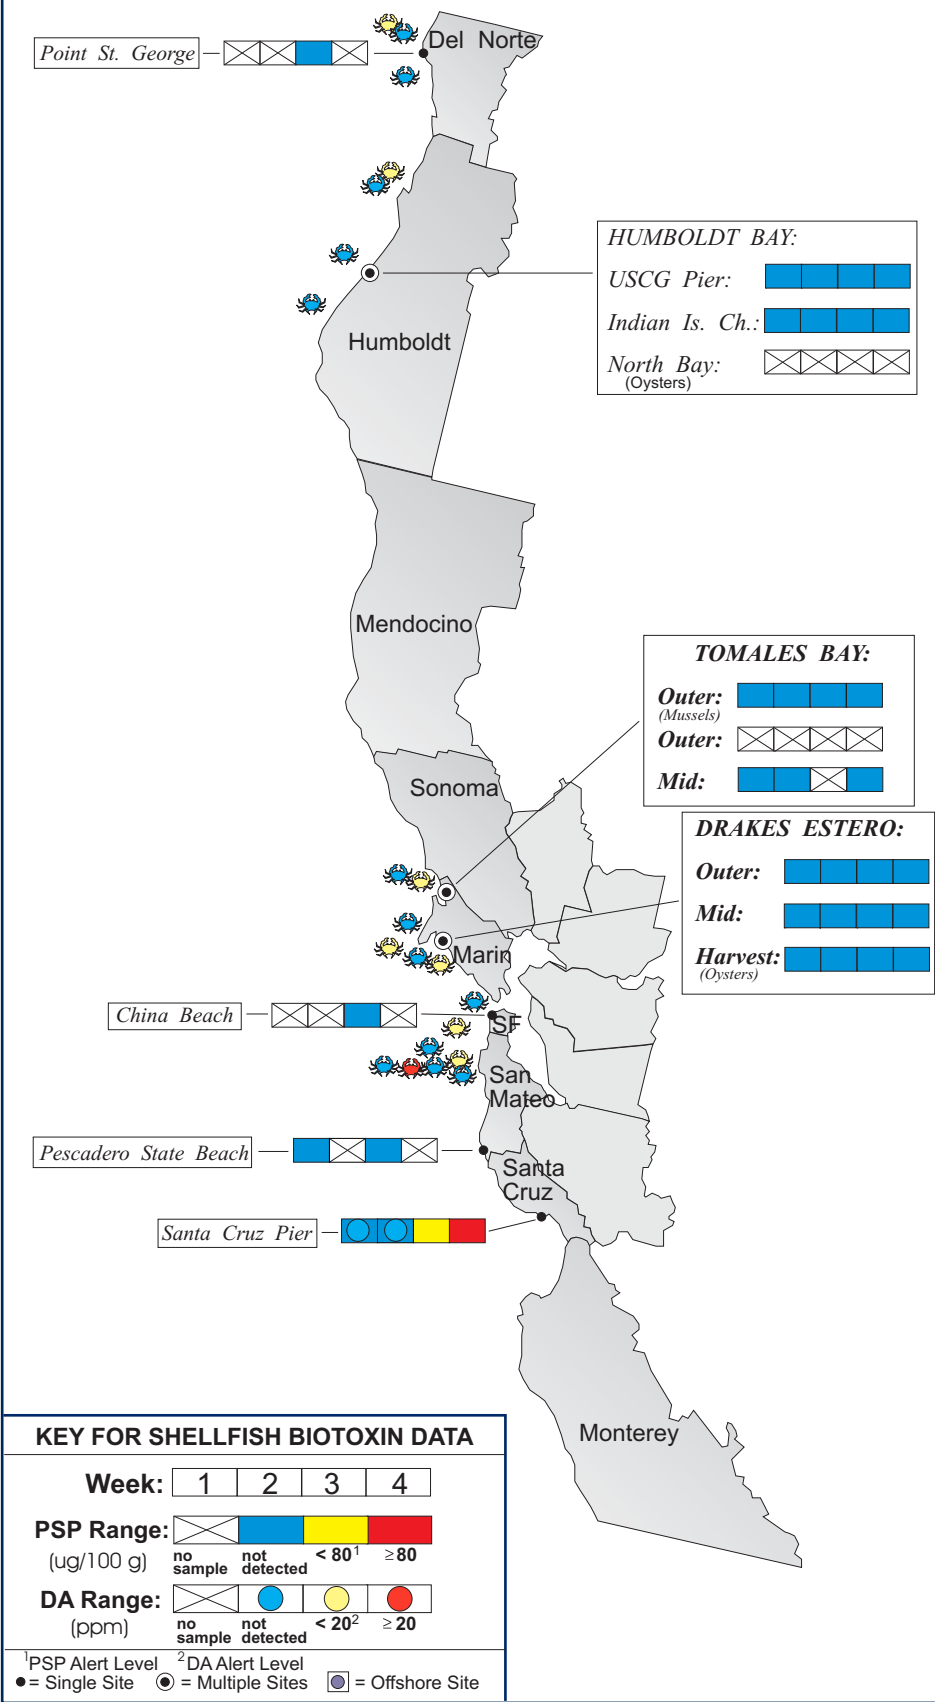 Del Norte
Point St. George
HUMBOLDT BAY:
USCG Pier:
Indian Is. Ch.:
North Bay:
(Oysters)
Humboldt
Mendocino
TOMALES BAY:
Outer:
(Mussels)
Outer:
Mid:
Sonoma
DRAKES ESTERO:
Outer:
Mid:
Harvest:
(Oysters)
Marin
China Beach
SF
San
Mateo
Pescadero State Beach
Santa
Cruz
Santa Cruz Pier
Monterey
KEY FOR SHELLFISH BIOTOXIN DATA
Week: 1 2 3 4
PSP Range:
(ug/100 g)
no sample not detected < 80¹ ≥80
DA Range:
(ppm)
no sample not detected < 20² ≥ 20
¹PSP Alert Level ²DA Alert Level
= Single Site = Multiple Sites = Offshore Site